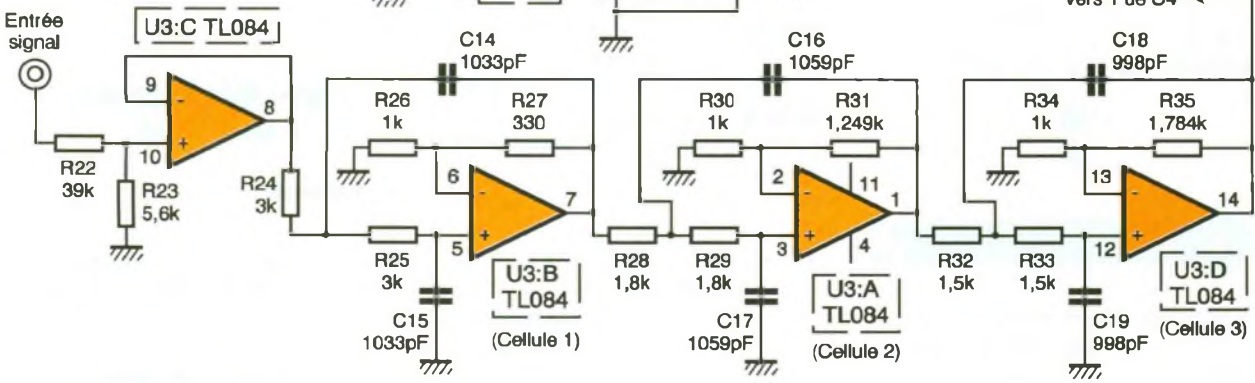 Entrée
signal
U3:C TL084
9
-
8
+
10
R22
39k
R23
5,6k
R24
3k
C14
1033pF
R26
1k
R27
330
6
-
7
+
5
R25
3k
U3:B
TL084
C15
1033pF
(Cellule 1)
C16
1059pF
R30
1k
R31
1,249k
2
-
11
1
+
3
4
R28
1,8k
R29
1,8k
U3:A
TL084
C17
1059pF
(Cellule 2)
vers 1 de U4
C18
998pF
R34
1k
R35
1,784k
13
-
14
+
12
R32
1,5k
R33
1,5k
U3:D
TL084
C19
998pF
(Cellule 3)